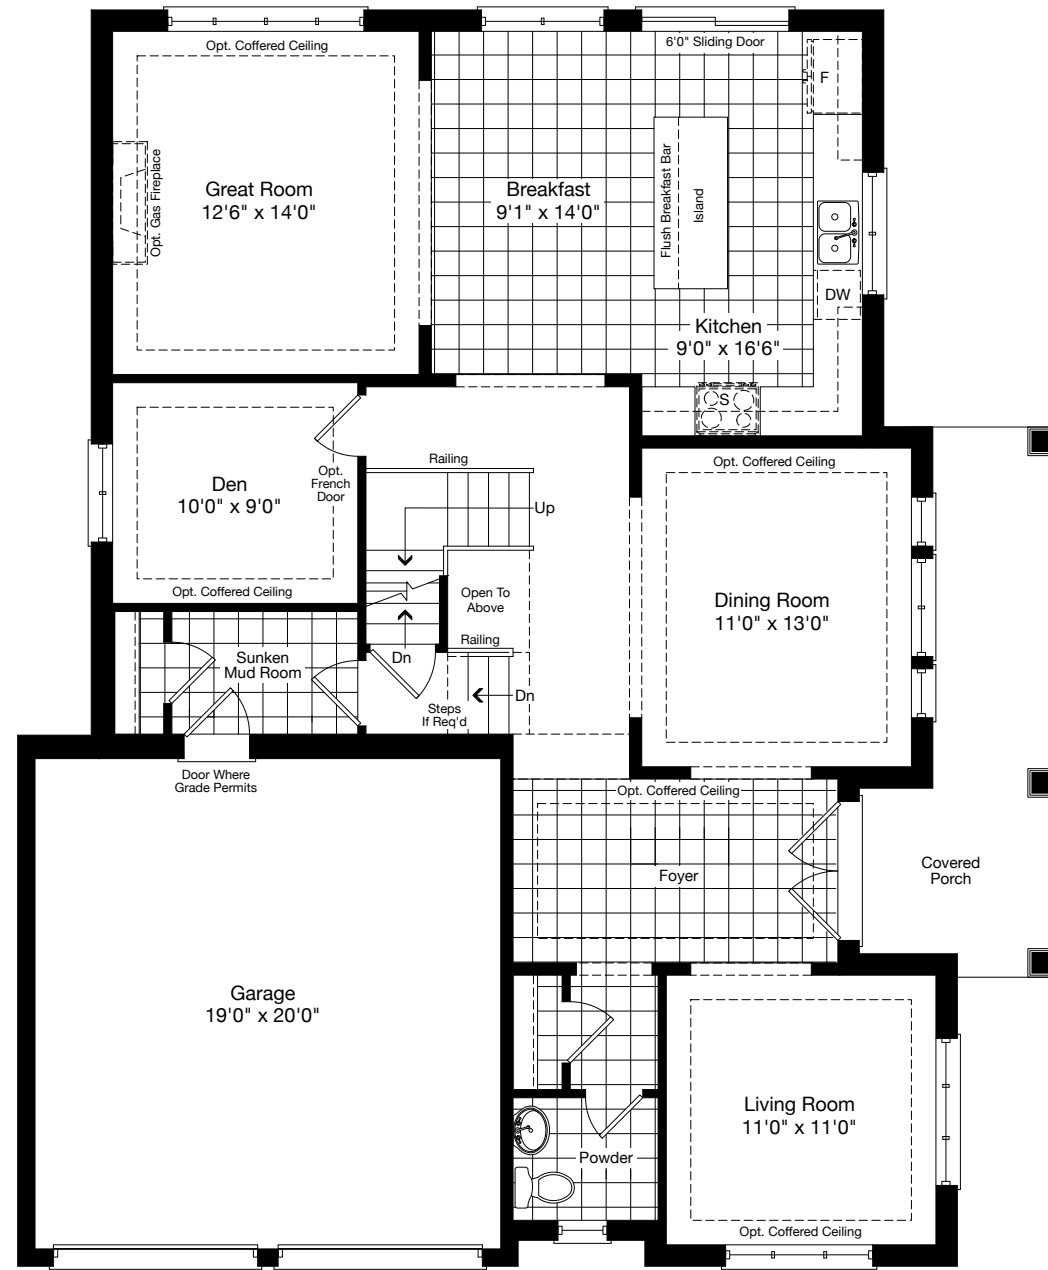 Opt. Coffered Ceiling
6'0" Sliding Door
F
Opt. Gas Fireplace
Great Room
12'6" x 14'0"
Breakfast
9'1" x 14'0"
Flush Breakfast Bar
Island
DW
Kitchen
9'0" x 16'6"
S
Railing
Opt. Coffered Ceiling
Opt.
French
Door
Den
10'0" x 9'0"
Up
Opt. Coffered Ceiling
Open To
Above
Dining Room
11'0" x 13'0"
Railing
Sunken
Mud Room
Dn
Dn
Steps
If Req'd
Door Where
Grade Permits
Opt. Coffered Ceiling
Foyer
Covered
Porch
Garage
19'0" x 20'0"
Living Room
11'0" x 11'0"
Powder
Opt. Coffered Ceiling